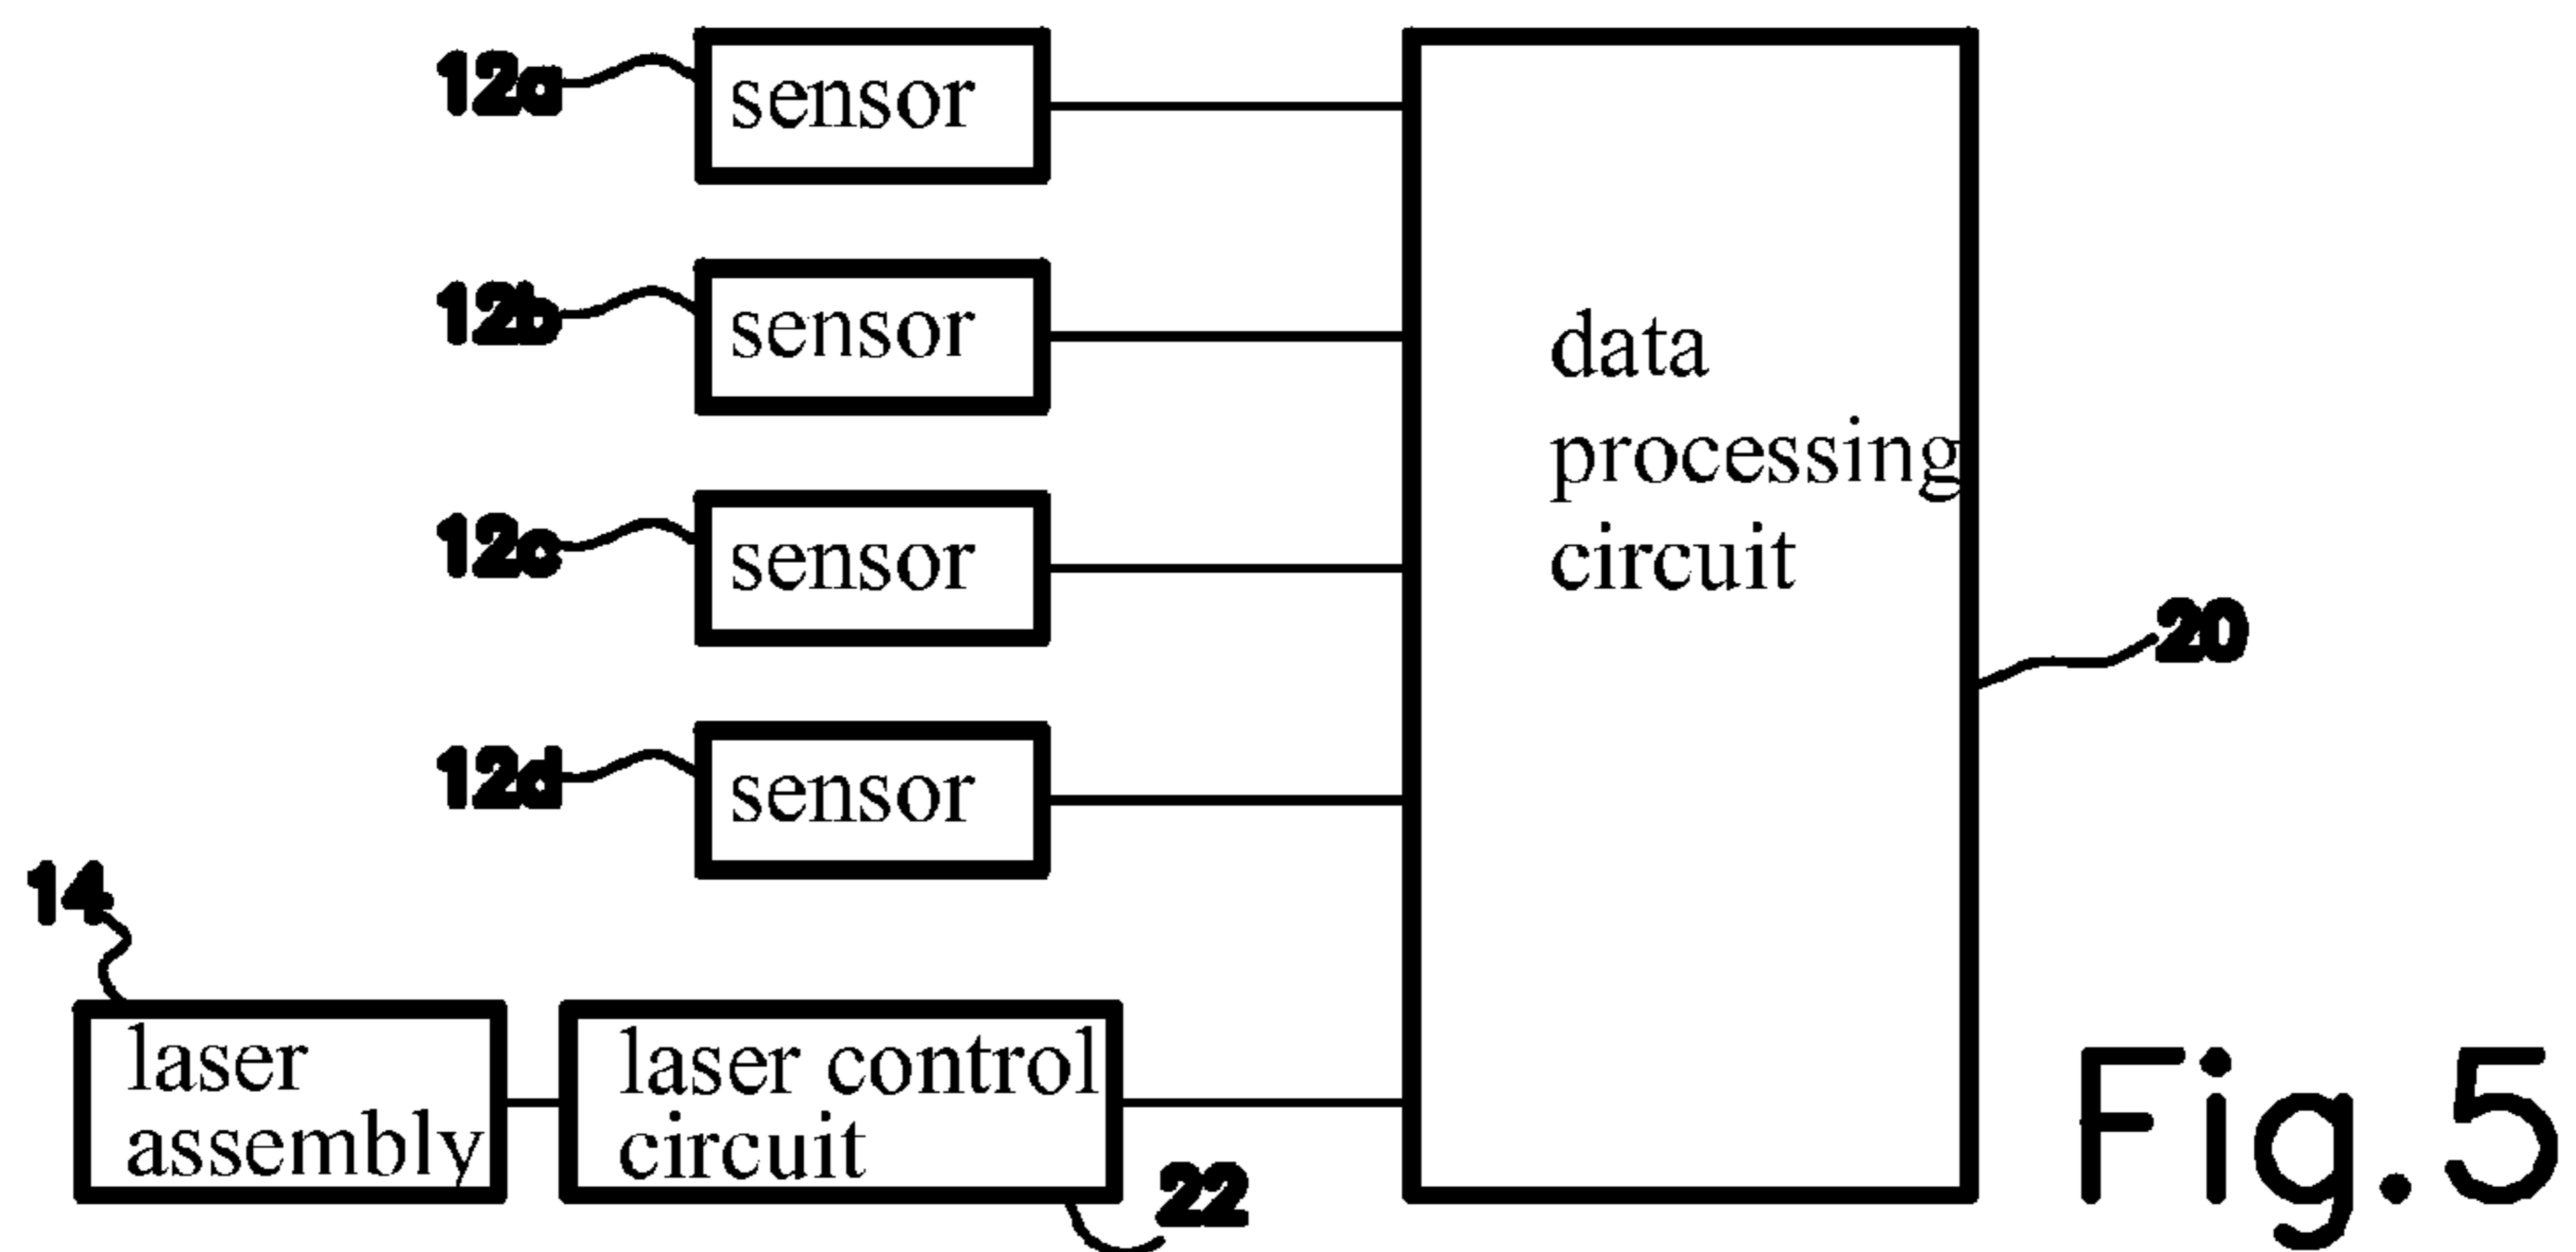 12a
sensor
12b
sensor
data
processing
circuit
12c
sensor
20
12d
sensor
14
laser
assembly
laser control
circuit
22
Fig.5